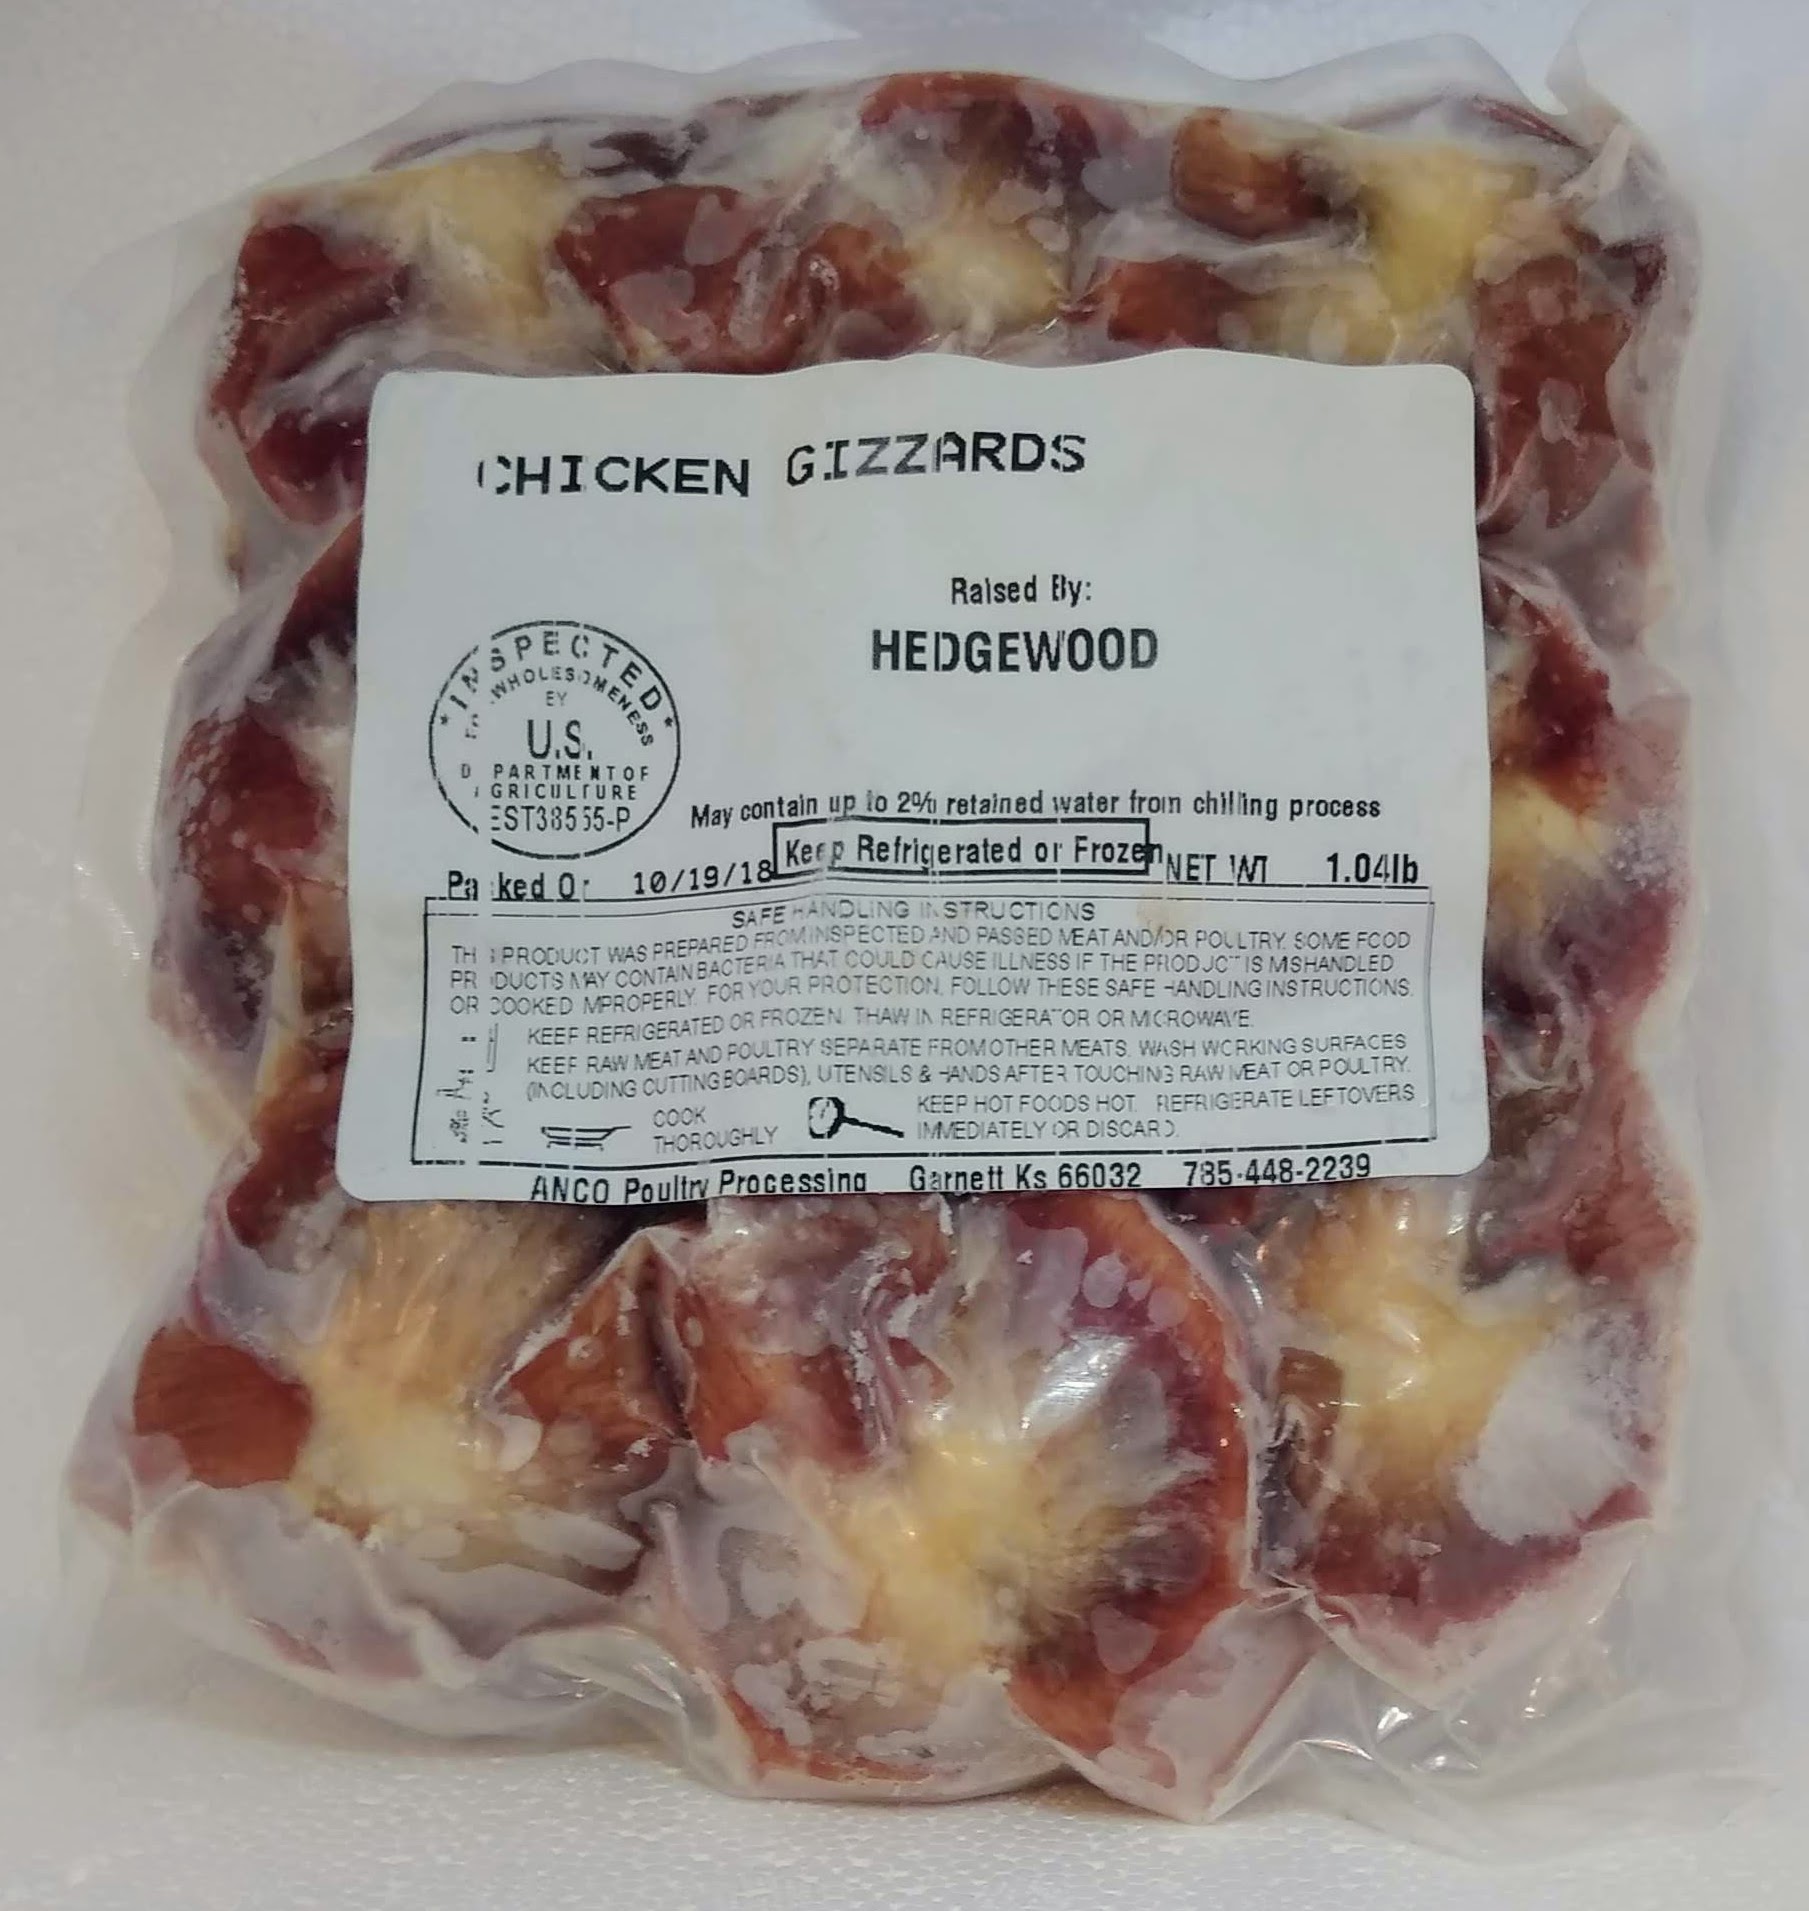 CHICKEN GIZZARDS
Raised By:
HEDGEWOOD
INSPECTED
WHOLESOMENESS
BY
U.S.
DEPARTMENT OF
AGRICULTURE
May contain up to 2% retained water from chilling process
Keep Refrigerated or Frozen
Packed On 10/19/18 NET WT 1.04lb
SAFE HANDLING INSTRUCTIONS
THIS PRODUCT WAS PREPARED FROM INSPECTED AND PASSED MEAT AND/OR POULTRY. SOME FOOD
PRODUCTS MAY CONTAIN BACTERIA THAT COULD CAUSE ILLNESS IF THE PRODUCT IS MISHANDLED
OR COOKED IMPROPERLY. FOR YOUR PROTECTION, FOLLOW THESE SAFE HANDLING INSTRUCTIONS.
KEEP REFRIGERATED OR FROZEN. THAW IN REFRIGERATOR OR MICROWAVE.
KEEP RAW MEAT AND POULTRY SEPARATE FROM OTHER MEATS. WASH WORKING SURFACES
(INCLUDING CUTTING BOARDS), UTENSILS & HANDS AFTER TOUCHING RAW MEAT OR POULTRY.
COOK
THOROUGHLY
KEEP HOT FOODS HOT. REFRIGERATE LEFTOVERS
IMMEDIATELY OR DISCARD.
ANCO Poultry Processing Garnett Ks 66032 785-448-2239